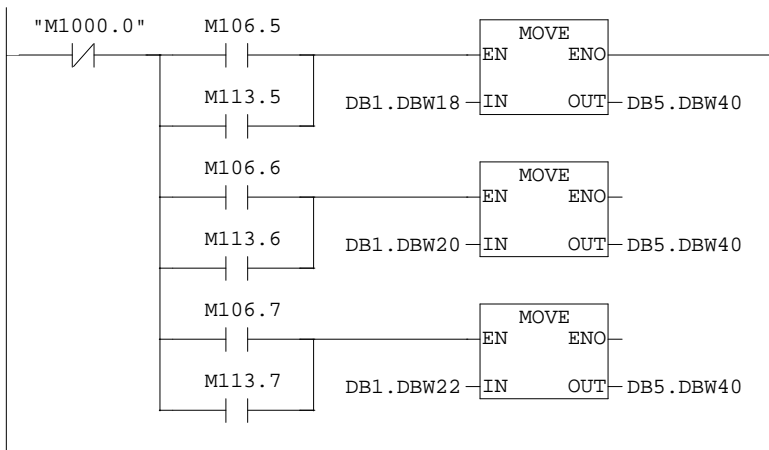 "M1000.0" M106.5 MOVE
EN ENO
M113.5
DB1.DBW18 IN OUT DB5.DBW40
M106.6 MOVE
EN ENO
M113.6
DB1.DBW20 IN OUT DB5.DBW40
M106.7 MOVE
EN ENO
M113.7
DB1.DBW22 IN OUT DB5.DBW40